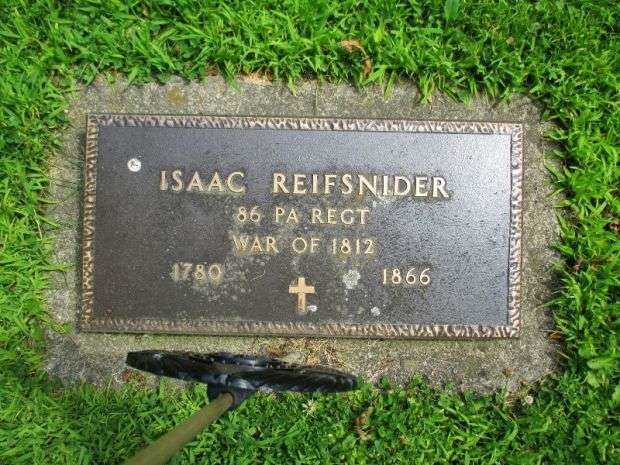 ISAAC REIFSNIDER
86 PA REGT
WAR OF 1812
1780 1866